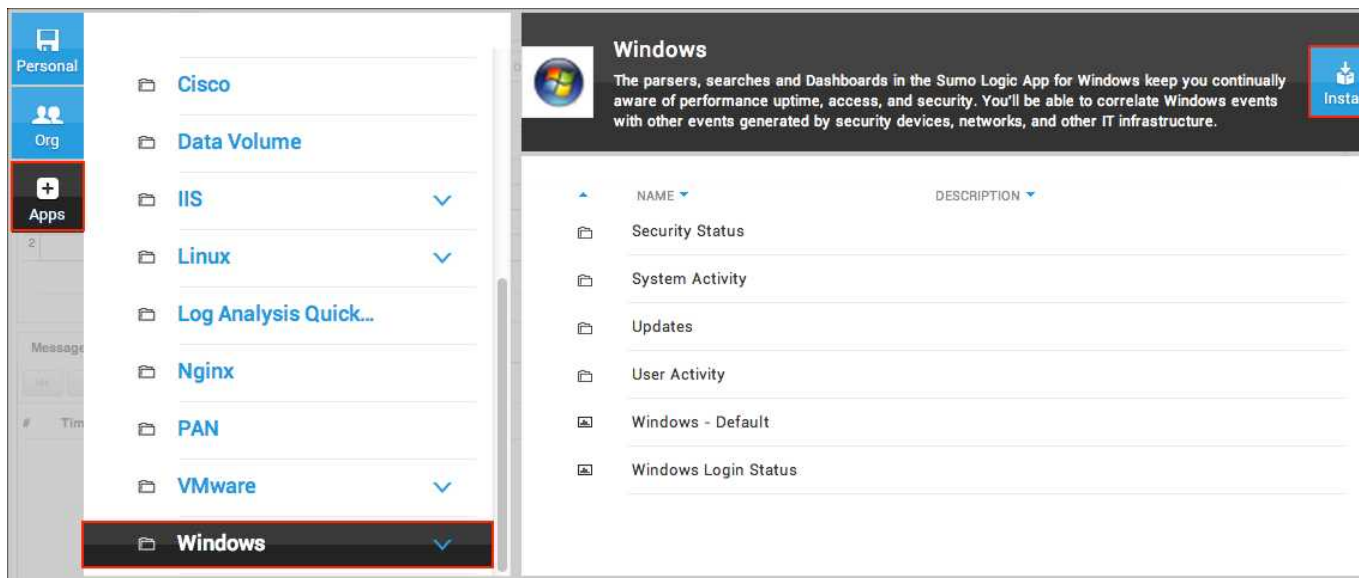 Personal
Org
Apps
2
Message
#
Tim
Cisco
Data Volume
IIS
Linux
Log Analysis Quick...
Nginx
PAN
VMware
Windows
Windows
The parsers, searches and Dashboards in the Sumo Logic App for Windows keep you continually
aware of performance uptime, access, and security. You'll be able to correlate Windows events
with other events generated by security devices, networks, and other IT infrastructure.
Insta
NAME
DESCRIPTION
Security Status
System Activity
Updates
User Activity
Windows - Default
Windows Login Status